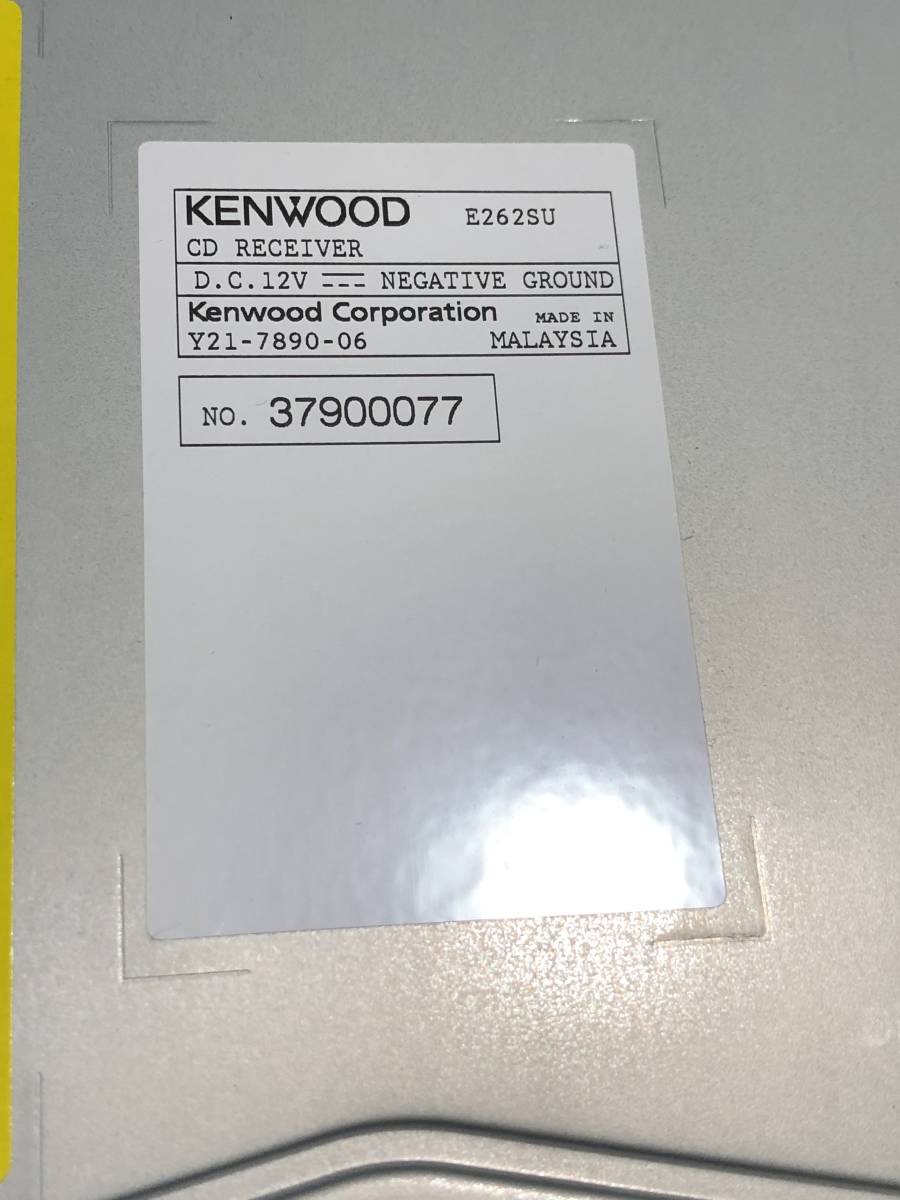 KENWOOD E262SU
CD RECEIVER
D.C.12V NEGATIVE GROUND
Kenwood Corporation MADE IN
Y21-7890-06 MALAYSIA
NO. 37900077